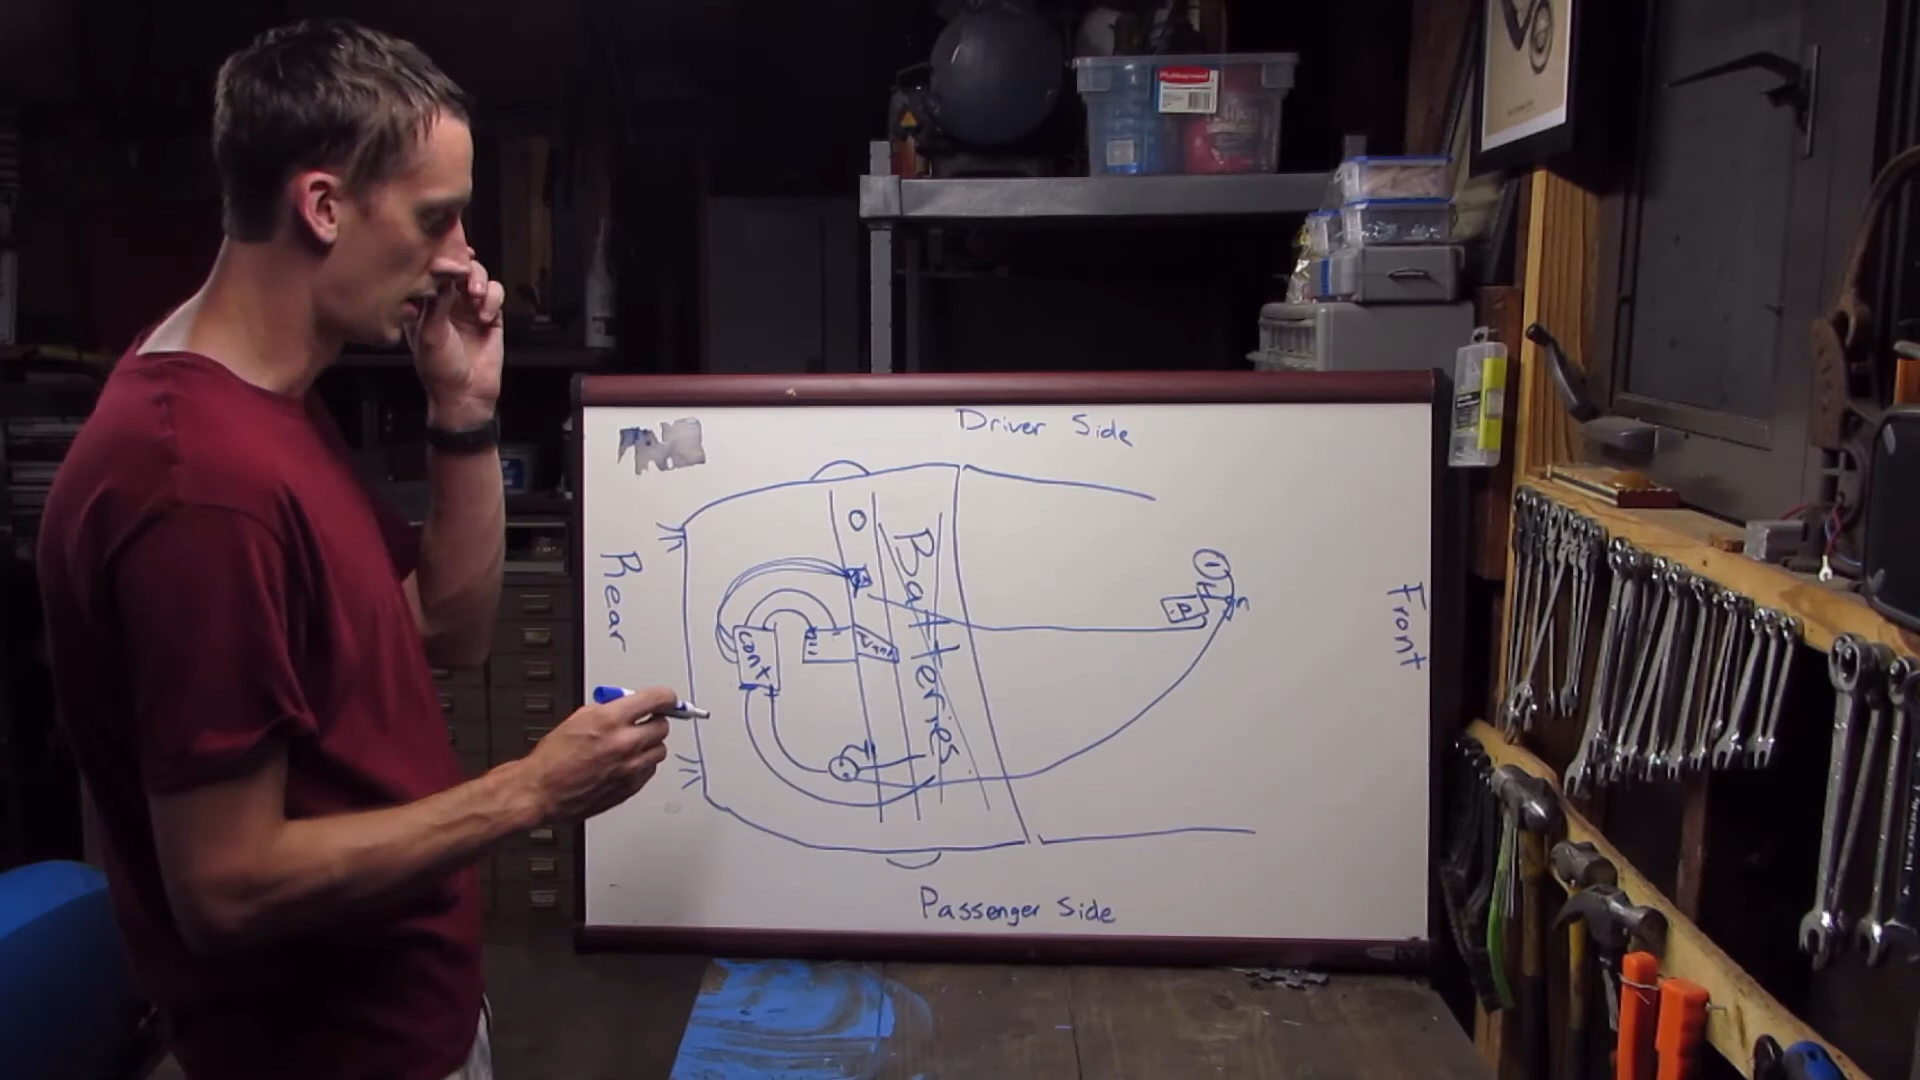 Driver Side
Rear
Batteries
Cont
Front
Passenger Side